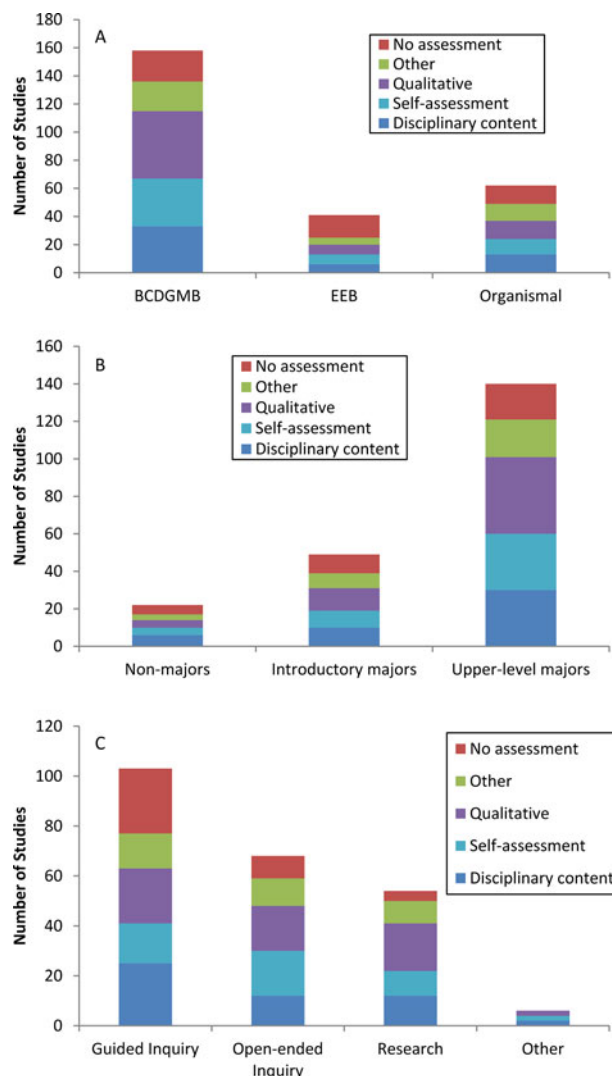 A
Number of Studies
180
160
140
120
100
80
60
40
20
0
No assessment
Other
Qualitative
Self-assessment
Disciplinary content
BCDGMB EEB Organismal
B
Number of Studies
160
140
120
100
80
60
40
20
0
No assessment
Other
Qualitative
Self-assessment
Disciplinary content
Non-majors Introductory majors Upper-level majors
C
Number of Studies
120
100
80
60
40
20
0
No assessment
Other
Qualitative
Self-assessment
Disciplinary content
Guided Inquiry Open-ended Research Other
Inquiry